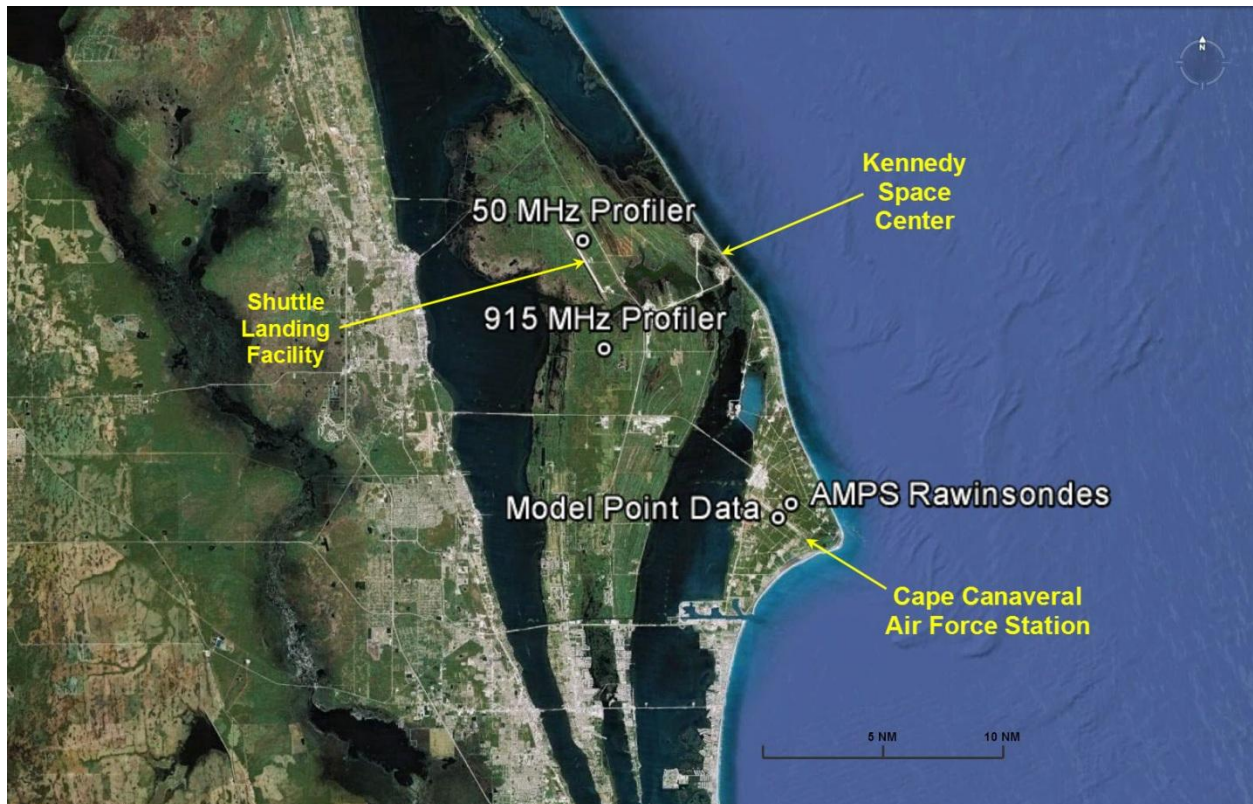 N
Kennedy
Space
Center
50 MHz Profiler
Shuttle
Landing
Facility
915 MHz Profiler
Model Point Data
AMPS Rawinsondes
Cape Canaveral
Air Force Station
5 NM
10 NM